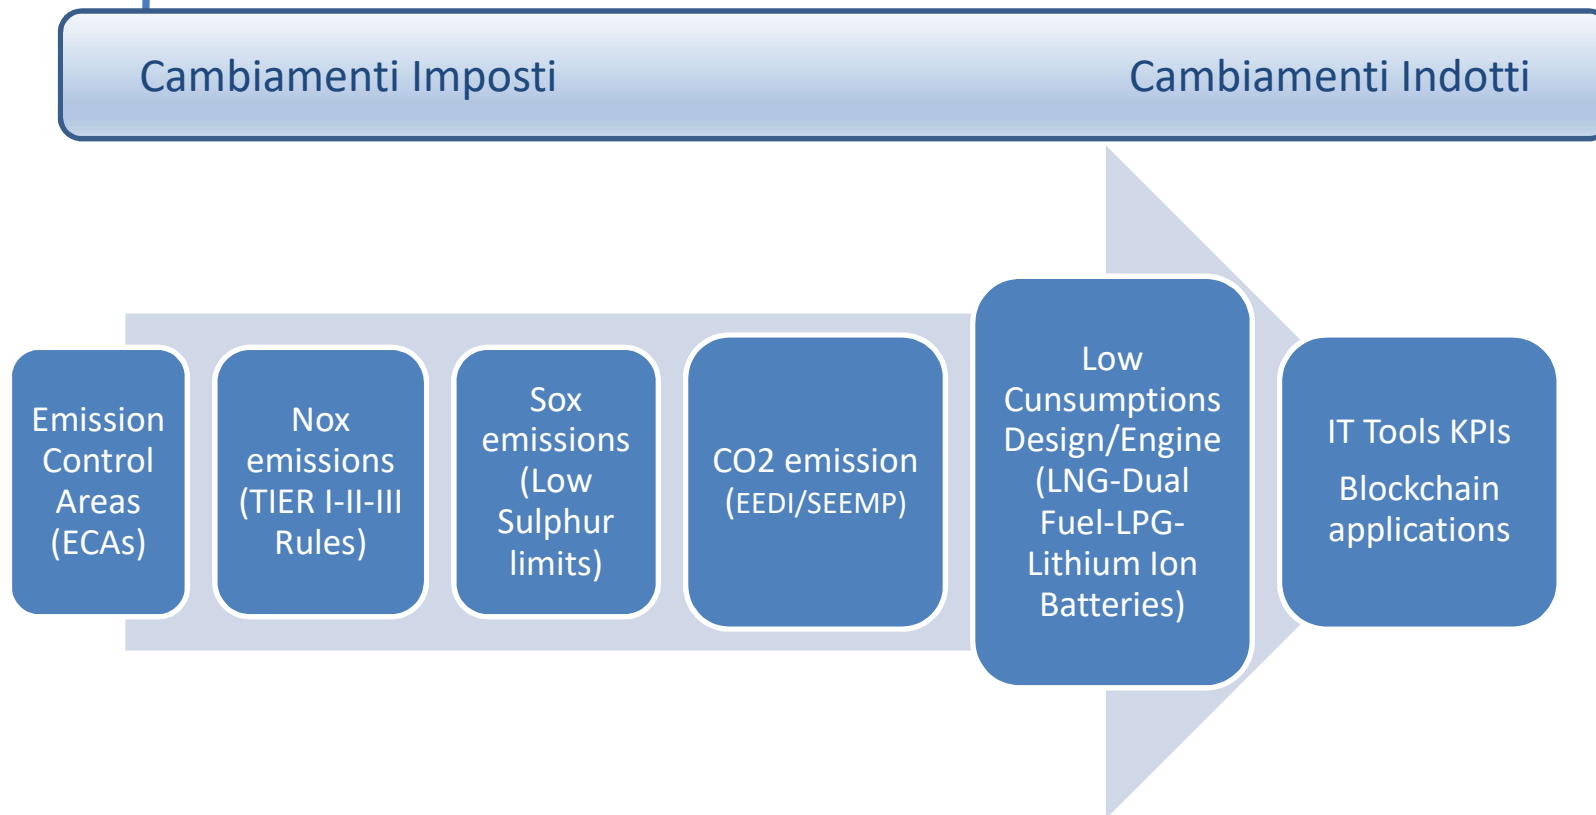 Cambiamenti Imposti
Cambiamenti Indotti
Emission
Control
Areas
(ECAs)
Nox
emissions
(TIER I-II-III
Rules)
Sox
emissions
(Low
Sulphur
limits)
CO2 emission
(EEDI/SEEMP)
Low
Cunsumptions
Design/Engine
(LNG-Dual
Fuel-LPG-
Lithium Ion
Batteries)
IT Tools KPIs
Blockchain
applications